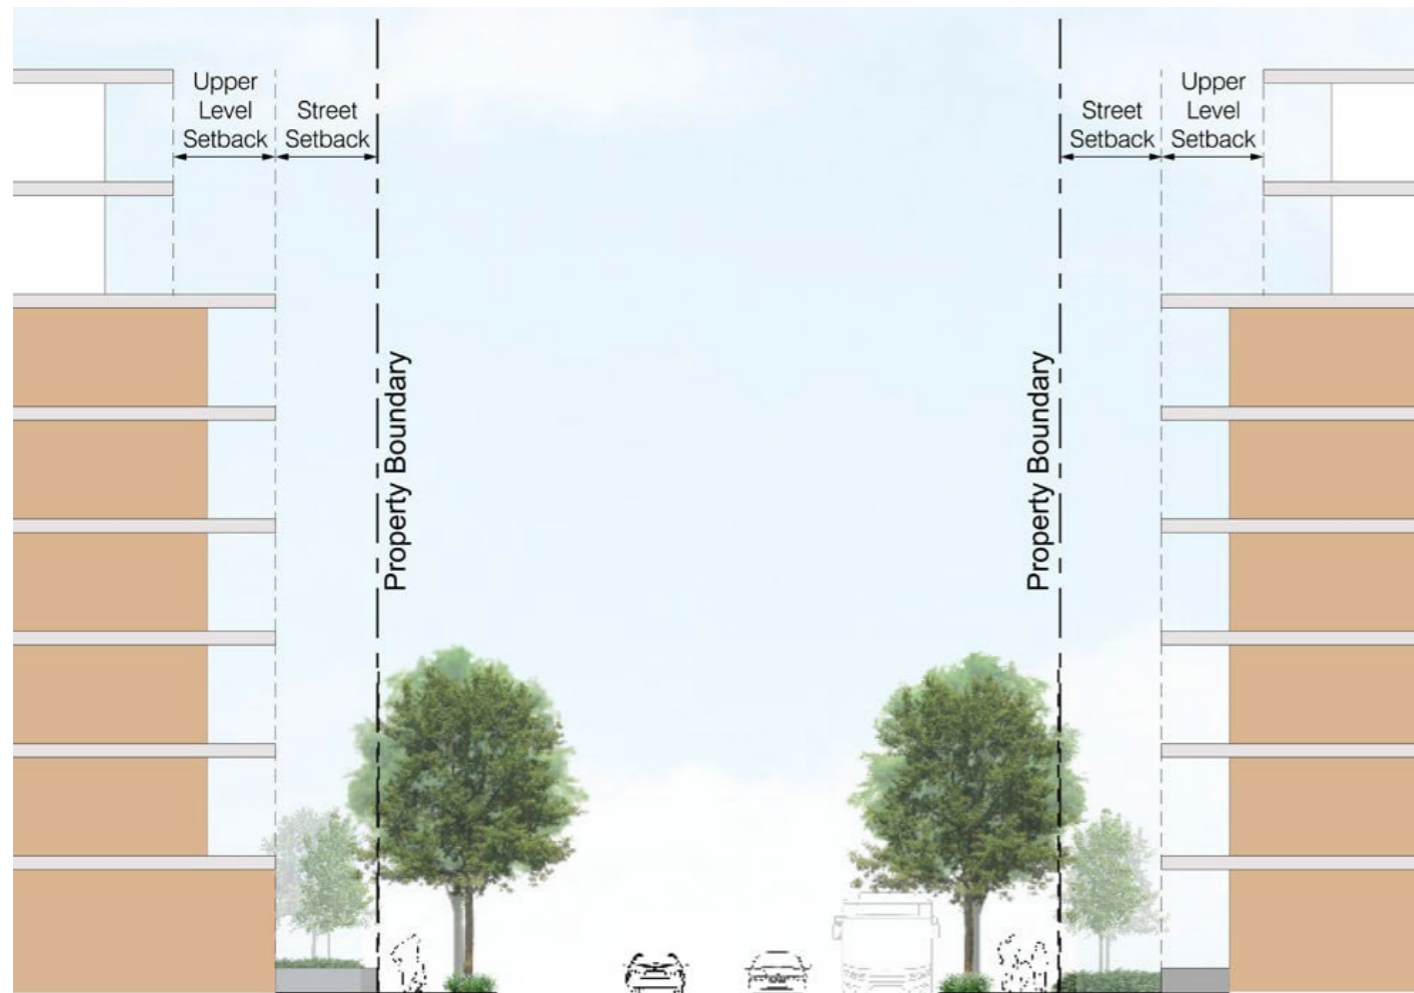 Upper
Level
Setback
Street
Setback
Street
Setback
Upper
Level
Setback
Property Boundary
Property Boundary